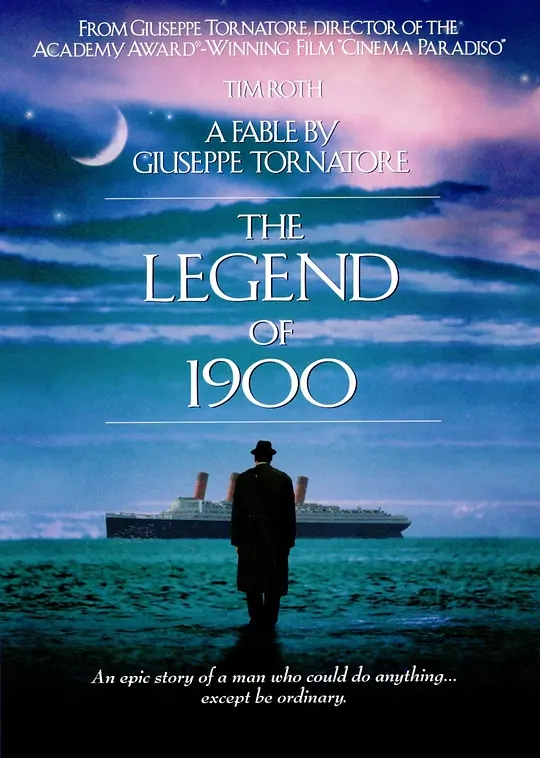 FROM GIUSEPPE TORNATORE, DIRECTOR OF THE
ACADEMY AWARD®-WINNING FILM "CINEMA PARADISO"
TIM ROTH
A FABLE BY
GIUSEPPE TORNATORE
THE
LEGEND
OF
1900
An epic story of a man who could do anything...
except be ordinary.